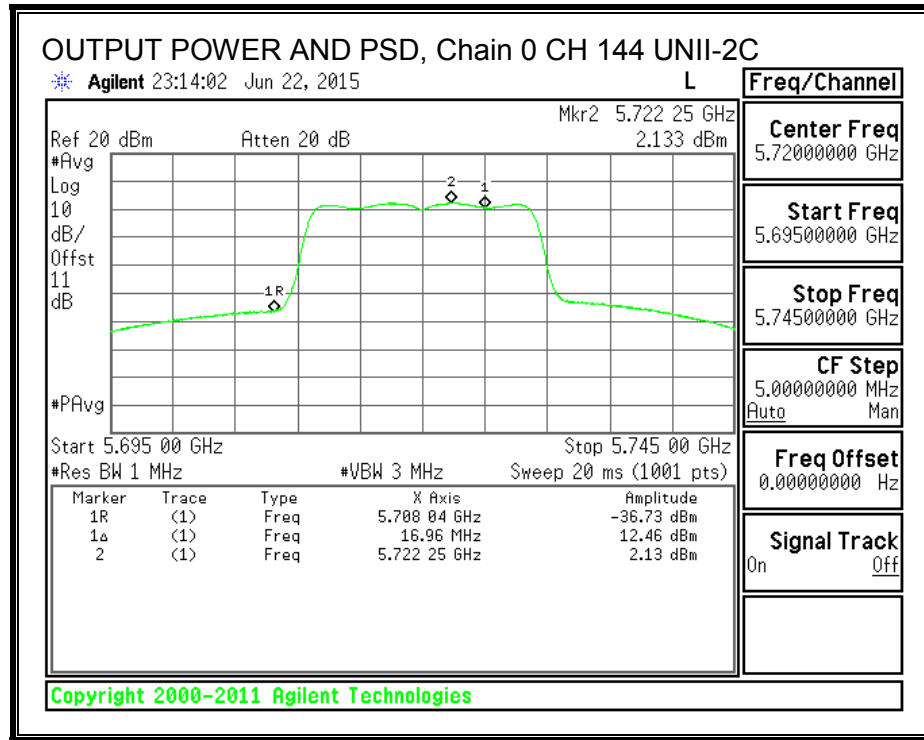 OUTPUT POWER AND PSD, Chain 0 CH 144 UNII-2C
Agilent 23:14:02 Jun 22, 2015 L
Freq/Channel
Mkr2 5.722 25 GHz
Ref 20 dBm Atten 20 dB 2.133 dBm
#Avg
Log
10
dB/
Offst
11
dB
#PAvg
2
1
1R
Start 5.695 00 GHz Stop 5.745 00 GHz
#Res BW 1 MHz #VBW 3 MHz Sweep 20 ms (1001 pts)
Marker Trace Type X Axis Amplitude
1R (1) Freq 5.708 04 GHz -36.73 dBm
1Δ (1) Freq 16.96 MHz 12.46 dBm
2 (1) Freq 5.722 25 GHz 2.13 dBm
Center Freq
5.72000000 GHz
Start Freq
5.69500000 GHz
Stop Freq
5.74500000 GHz
CF Step
5.00000000 MHz
Auto Man
Freq Offset
0.00000000 Hz
Signal Track
On Off
Copyright 2000-2011 Agilent Technologies